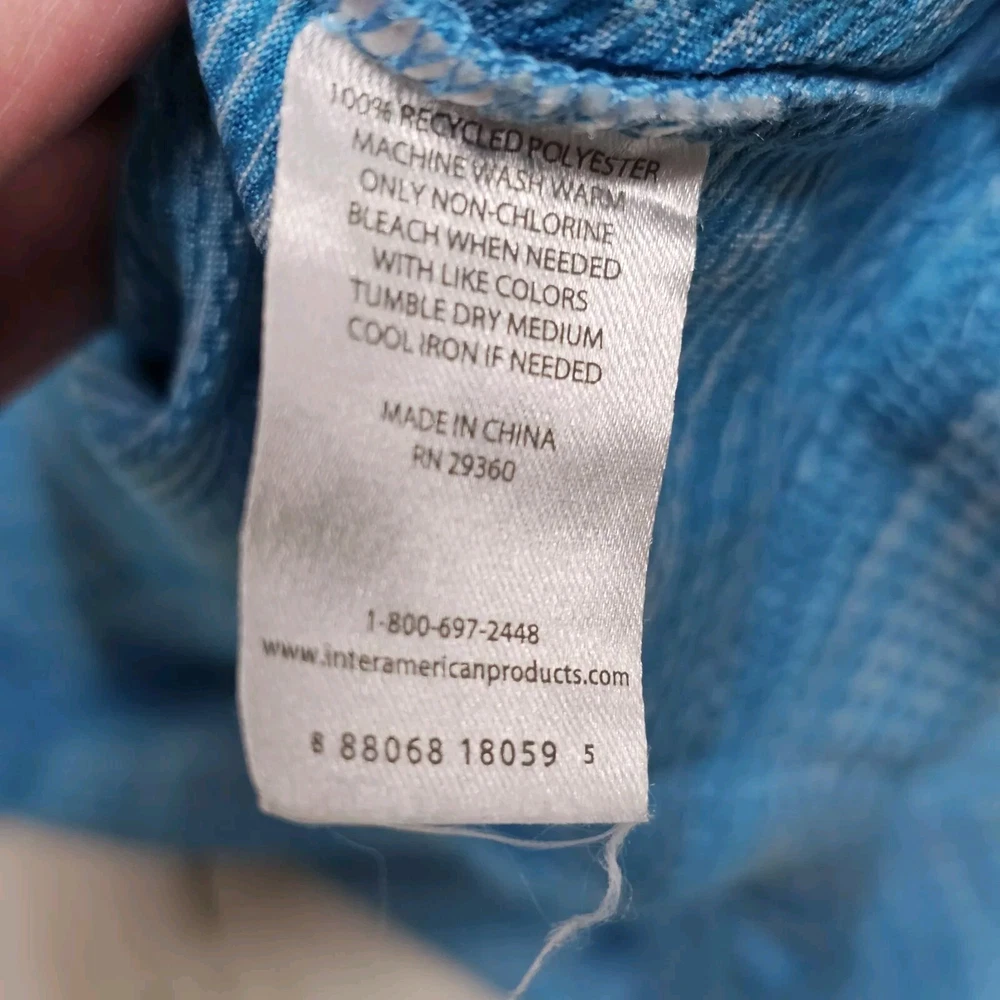 100% RECYCLED POLYESTER
MACHINE WASH WARM
ONLY NON-CHLORINE
BLEACH WHEN NEEDED
WITH LIKE COLORS
TUMBLE DRY MEDIUM
COOL IRON IF NEEDED
MADE IN CHINA
RN 29360
1-800-697-2448
www.interamericanproducts.com
8 88068 18059 5